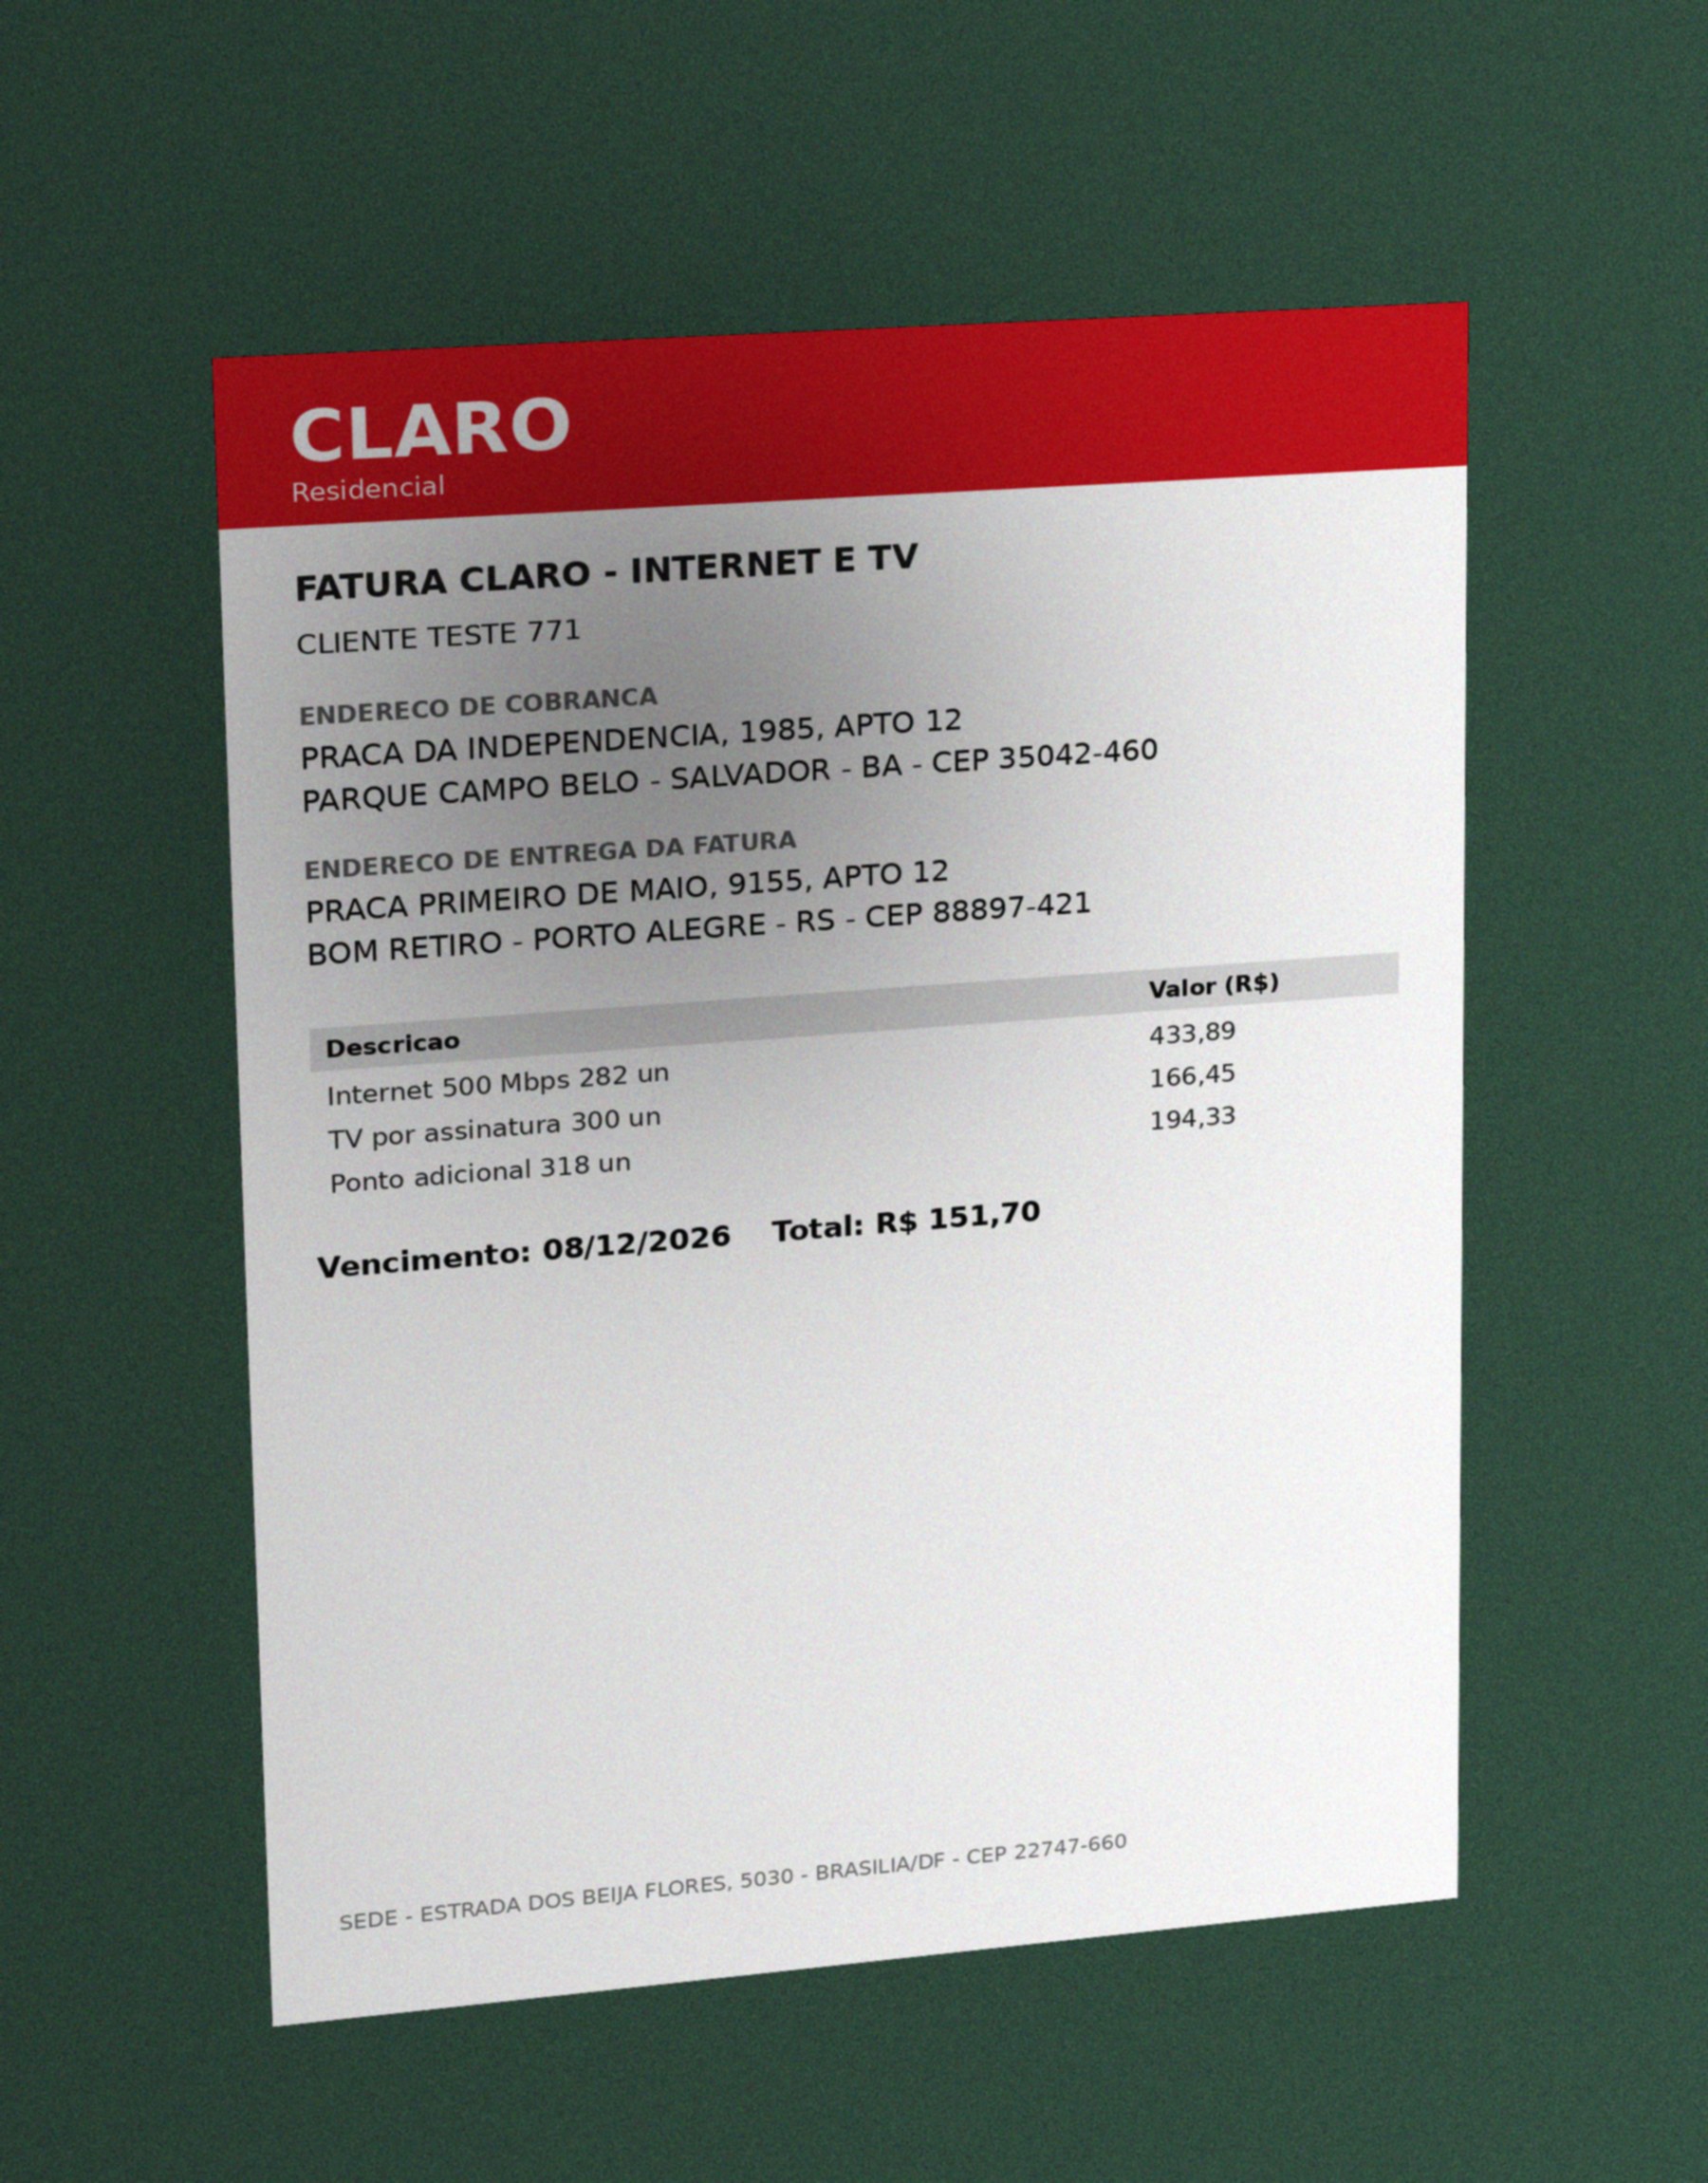 CLARO
Residencial
FATURA CLARO - INTERNET E TV
CLIENTE TESTE 771
ENDERECO DE COBRANCA
PRACA DA INDEPENDENCIA, 1985, APTO 12
PARQUE CAMPO BELO - SALVADOR - BA - CEP 35042-460
ENDERECO DE ENTREGA DA FATURA
PRACA PRIMEIRO DE MAIO, 9155, APTO 12
BOM RETIRO - PORTO ALEGRE - RS - CEP 88897-421
Descricao Valor (R$)
Internet 500 Mbps 282 un 433,89
TV por assinatura 300 un 166,45
Ponto adicional 318 un 194,33
Vencimento: 08/12/2026 Total: R$ 151,70
SEDE - ESTRADA DOS BEIJA FLORES, 5030 - BRASILIA/DF - CEP 22747-660